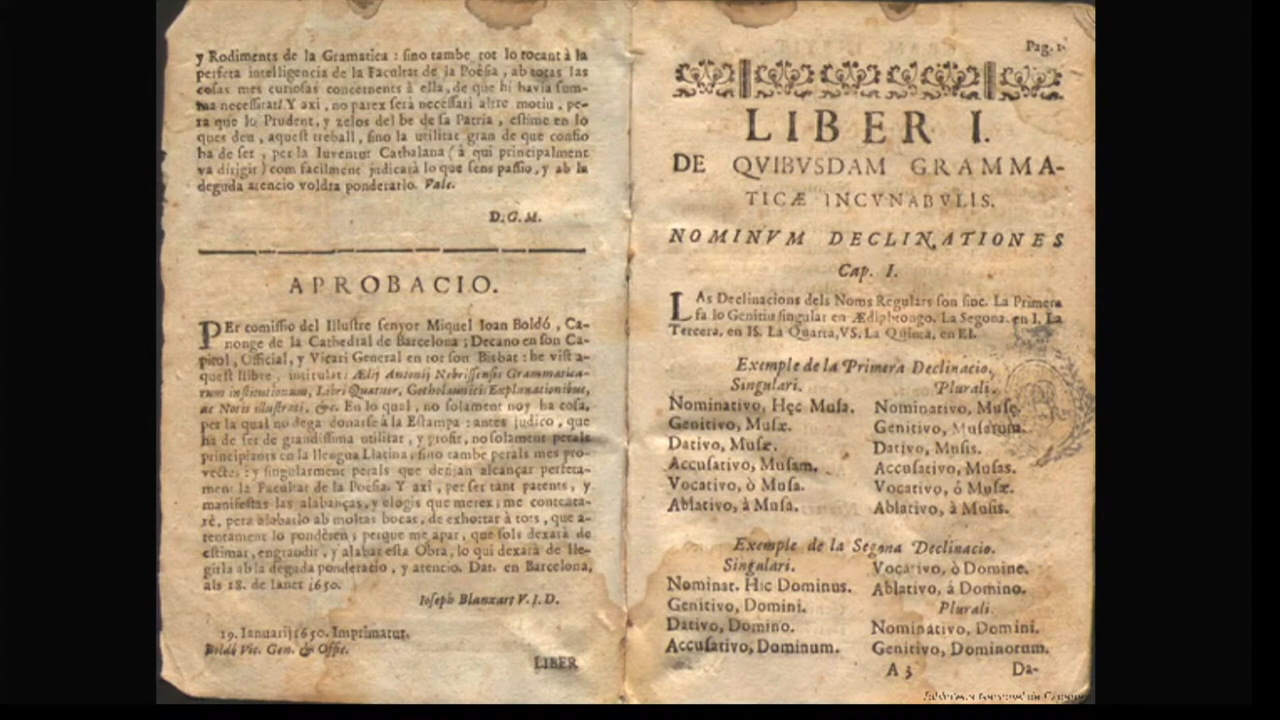 y Rodiments de la Gramatica : sino tambe tot lo tocant à la
perfeta intelligencia de la Facultat de la Poësia, ab totas las
cosas mes curiosas concernents à ella, de que hi havia sum-
ma necessitat. Y axi, no parex serà necessari altre motiu, pe-
ra que lo Prudent, y zelos del be de sa Patria, estime en lo
ques deu, aquest treball, sino la utilitat gran de que confio
ha de ser, per la Iuventut Cathalana ( à qui principalment
va dirigit ) com facilment judicarà lo que sens passio, y ab la
deguda atencio voldra ponderarlo. Vale.
D. G. M.
APROBACIO.
PEr comissio del Illustre senyor Miquel Ioan Boldó, Ca-
nonge de la Cathedral de Barcelona ; Decano en son Ca-
pitol, Official, y Vicari General en tot son Bisbat : he vist a-
quest llibre, intitulat: Ælij Antonij Nebrissensis Grammatica-
rum institutionum, Libri Quatuor, Explanationibus,
ac Notis illustrati, &c. En lo qual, no solament noy ha cosa,
per la qual no dega donarse à la Estampa : antes judico, que
ha de ser de grandissima utilitat, y profit, no solament perals
principiants en la llengua Llatina; sino tambe perals mes pro-
vectes: y singularment perals que desijan alcançar perfeta-
ment la Facultat de la Poesia. Y axi, per ser tant patents, y
manifestas las alabanças, y elogis que merex; me contenta-
rè, pera alabarlo ab moltas bocas, de exhortar à tots, que a-
tentament lo ponderen; perque me apar, que sols dexarà de
estimar, engrandir, y alabar esta Obra, lo qui dexarà de lle-
girla ab la deguda ponderacio, y atencio. Dat. en Barcelona,
als 18. de Ianer 1650.
Ioseph Blanxart V. I. D.
19. Ianuarij 1650. Imprimatur.
Boldó Vic. Gen. & Offic.
LIBER
Pag. 1.
LIBER I.
DE QVIBVSDAM GRAMMA-
TICÆ INCVNABVLIS.
NOMINVM DECLINATIONES
Cap. I.
LAs Declinacions dels Noms Regulars son sinc. La Primera
fa lo Genitiu singular en Ædiphtongo. La Segona. en I. La
Tercera, en IS. La Quarta, VS. La Quinta, en EI.
Exemple de la Primera Declinacio.
Singulari. Plurali.
Nominativo, Hęc Musa. Nominativo, Musę.
Genitivo, Musæ. Genitivo, Musarum.
Dativo, Musæ. Dativo, Musis.
Accusativo, Musam. Accusativo, Musas.
Vocativo, ò Musa. Vocativo, ó Musæ.
Ablativo, à Musa. Ablativo, à Musis.
Exemple de la Segona Declinacio.
Singulari.
Nominat. Hic Dominus.
Genitivo, Domini.
Dativo, Domino.
Accusativo, Dominum.
Vocativo, ò Domine.
Ablativo, á Domino.
Plurali.
Nominativo, Domini.
Genitivo, Dominorum.
A 3 Da-